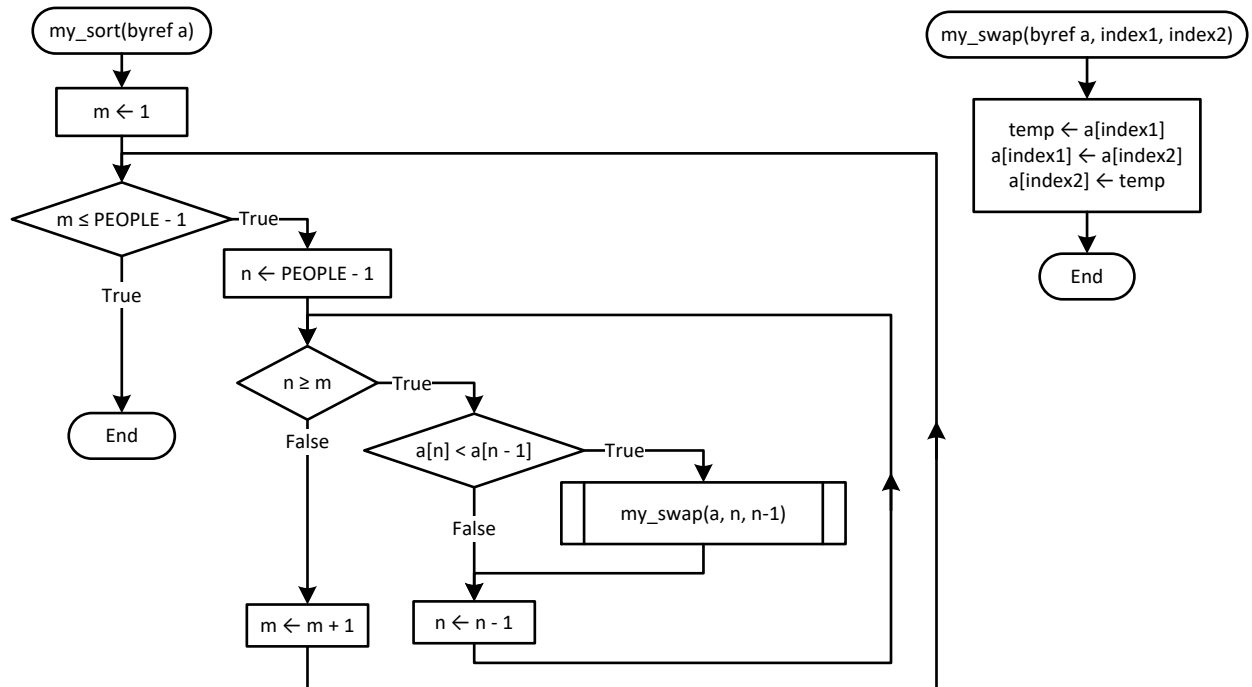 my_sort(byref a)
m ← 1
m ≤ PEOPLE - 1
True
True
n ← PEOPLE - 1
n ≥ m
True
False
a[n] < a[n - 1]
True
my_swap(a, n, n-1)
False
End
m ← m + 1
n ← n - 1
my_swap(byref a, index1, index2)
temp ← a[index1]
a[index1] ← a[index2]
a[index2] ← temp
End